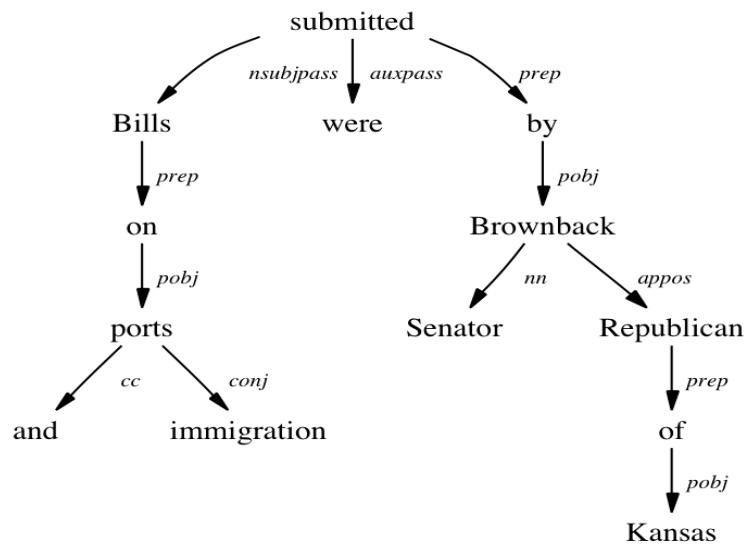 submitted
nsubjpass auxpass prep
Bills were by
prep pobj
on Brownback
pobj nn appos
ports Senator Republican
cc conj prep
and immigration of
pobj
Kansas